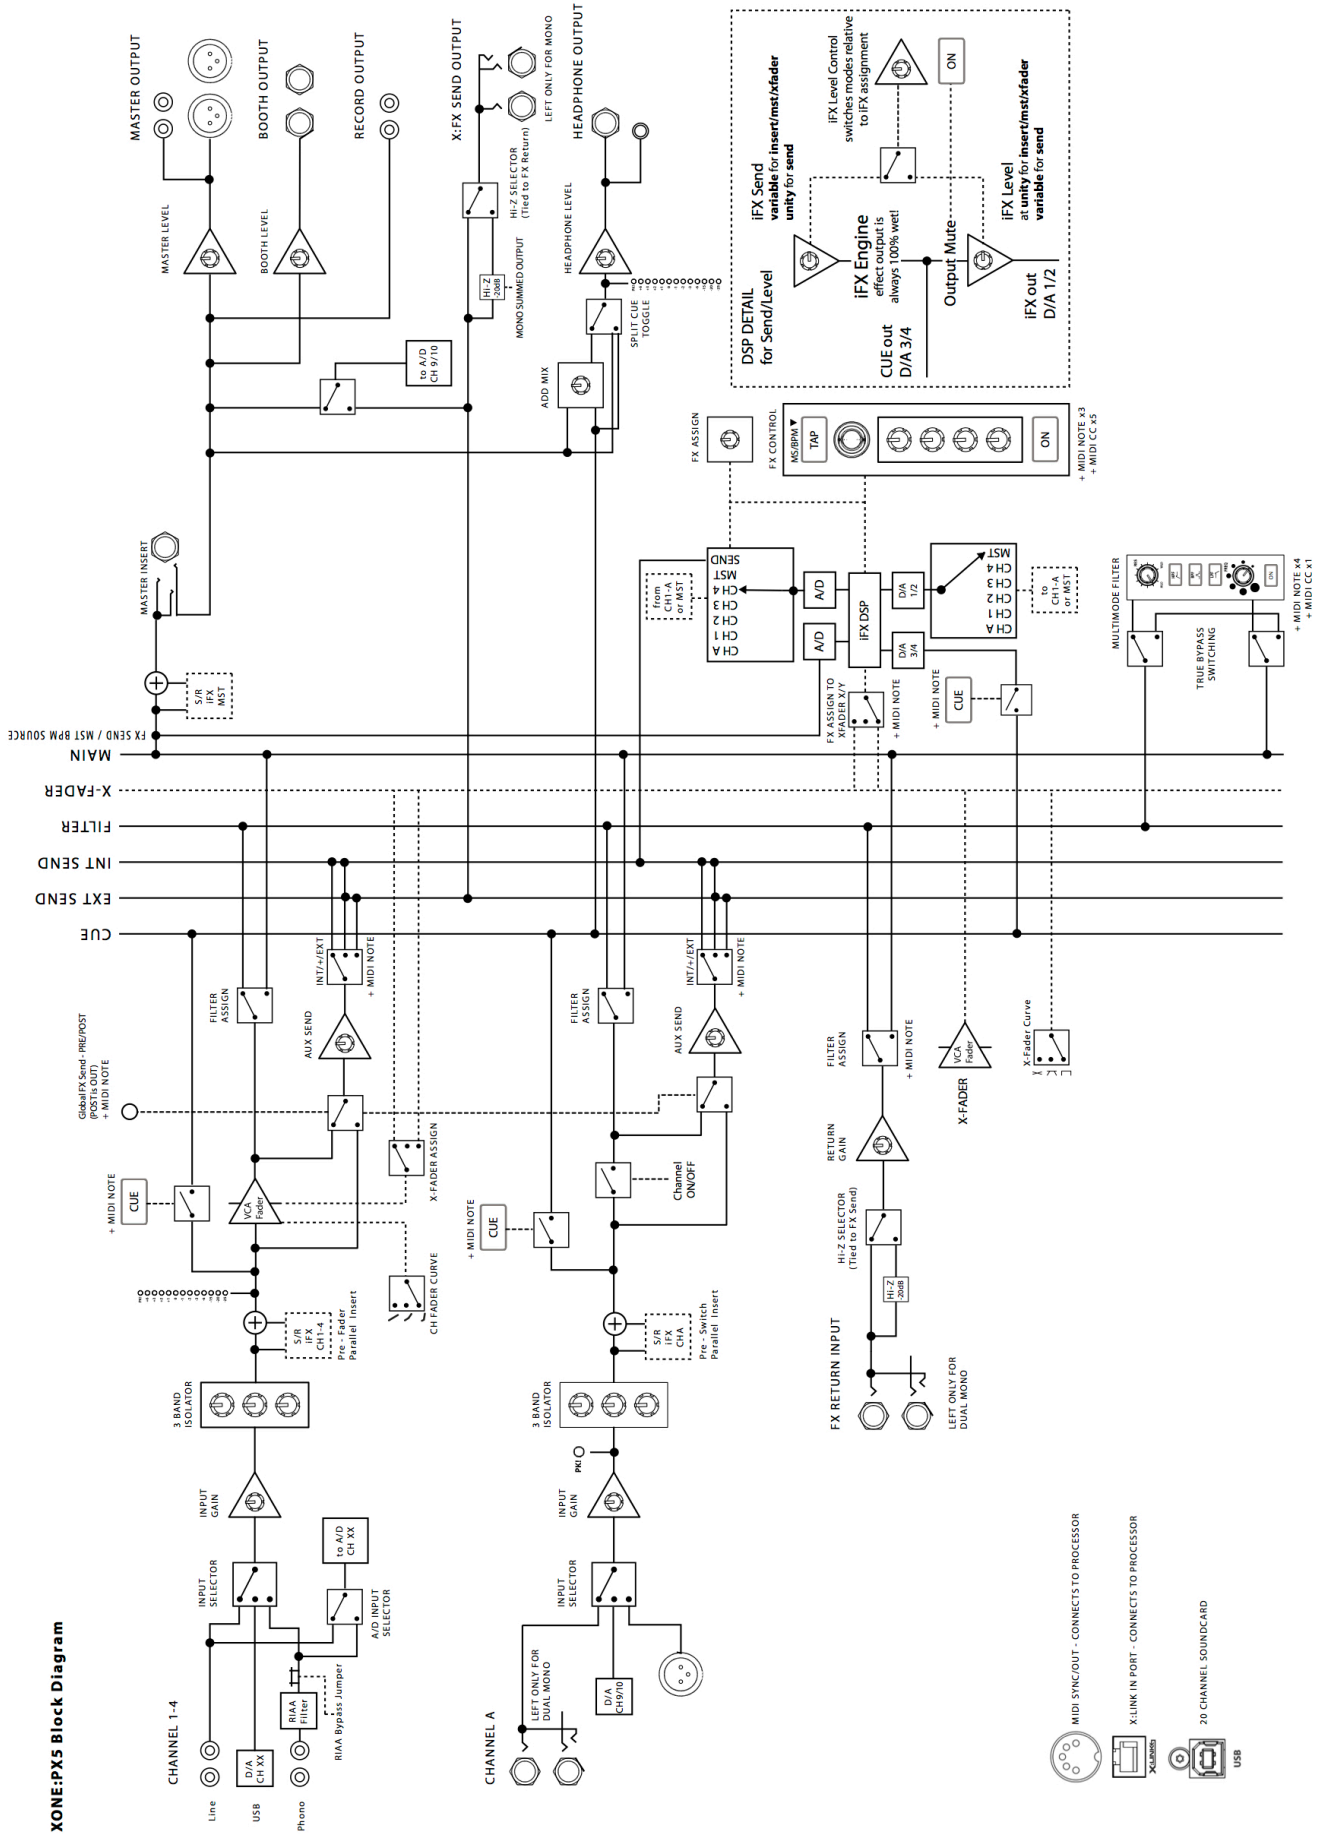 XONE:PX5 Block Diagram
CHANNEL 1-4
Line
USB
Phono
D/A
CH XX
RIAA
Filter
RIAA Bypass Jumper
INPUT
SELECTOR
A/D INPUT
SELECTOR
to A/D
CH XX
INPUT
GAIN
3 BAND
ISOLATOR
S/R
iFX
CH1-4
Pre - Fader
Parallel Insert
CH FADER CURVE
+ MIDI NOTE
CUE
VCA
Fader
X-FADER ASSIGN
Global FX Send - PRE/POST
(POST is OUT)
+ MIDI NOTE
FILTER
ASSIGN
AUX SEND
INT/+/EXT
+ MIDI NOTE
CHANNEL A
LEFT ONLY FOR
DUAL MONO
D/A
CH9/10
INPUT
SELECTOR
INPUT
GAIN
PK!
3 BAND
ISOLATOR
S/R
iFX
CH A
Pre - Switch
Parallel Insert
+ MIDI NOTE
CUE
Channel
ON/OFF
FILTER
ASSIGN
AUX SEND
INT/+/EXT
+ MIDI NOTE
FX RETURN INPUT
LEFT ONLY FOR
DUAL MONO
Hi-Z
-20dB
Hi-Z SELECTOR
(Tied to FX Send)
RETURN
GAIN
FILTER
ASSIGN
+ MIDI NOTE
VCA
Fader
X-FADER
X-Fader Curve
MIDI SYNC/OUT - CONNECTS TO PROCESSOR
X:LINK IN PORT - CONNECTS TO PROCESSOR
X:LINK
20 CHANNEL SOUNDCARD
USB
FX SEND / MST BPM SOURCE
MAIN
X-FADER
FILTER
INT SEND
EXT SEND
CUE
S/R
iFX
MST
MASTER INSERT
MASTER LEVEL
BOOTH LEVEL
MASTER OUTPUT
BOOTH OUTPUT
RECORD OUTPUT
to A/D
CH 9/10
X:FX SEND OUTPUT
LEFT ONLY FOR MONO
Hi-Z SELECTOR
(Tied to FX Return)
Hi-Z
-20dB
MONO SUMMED OUTPUT
HEADPHONE OUTPUT
HEADPHONE LEVEL
SPLIT CUE
TOGGLE
ADD MIX
DSP DETAIL
for Send/Level
iFX Send
variable for insert/mst/xfader
unity for send
iFX Level Control
switches modes relative
to iFX assignment
ON
iFX Engine
effect output is
always 100% wet!
Output Mute
iFX Level
at unity for insert/mst/xfader
variable for send
CUE out
D/A 3/4
iFX out
D/A 1/2
FX ASSIGN
FX CONTROL
MS/BPM
TAP
ON
+ MIDI NOTE x3
+ MIDI CC x5
from
CH1-A
or MST
SEND
MST
CH 4
CH 3
CH 2
CH 1
CH A
A/D
A/D
iFX DSP
D/A
1/2
D/A
3/4
MST
CH 4
CH 3
CH 2
CH 1
CH A
to
CH1-A
or MST
FX ASSIGN TO
XFADER X/Y
+ MIDI NOTE
+ MIDI NOTE
CUE
MULTIMODE FILTER
ON
TRUE BYPASS
SWITCHING
+ MIDI NOTE x4
+ MIDI CC x1